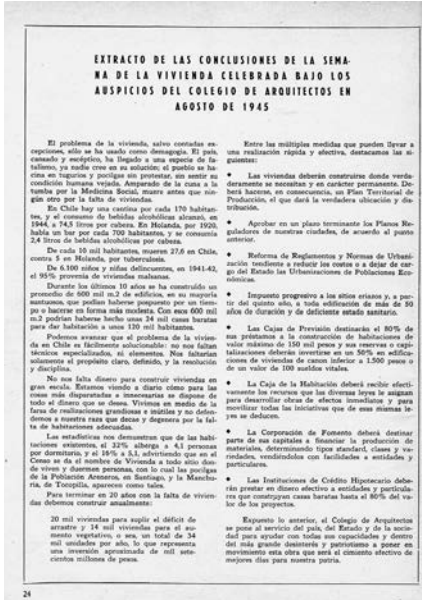 EXTRACTO DE LAS CONCLUSIONES DE LA SEMA-
NA DE LA VIVIENDA CELEBRADA BAJO LOS
AUSPICIOS DEL COLEGIO DE ARQUITECTOS EN
AGOSTO DE 1945
El problema de la vivienda, salvo contadas ex-
cepciones, sólo se ha usado como demagogia. El país,
cansado y escéptico, ha llegado a una especie de fa-
talismo, ya nadie cree en su solución; el pueblo se ha-
cina en tugurios y pocilgas sin protestar, sin sentir su
condición humana vejada. Amparado de la cuna a la
tumba por la Medicina Social, muere antes que nin-
gún otro por la falta de viviendas.
En Chile hay una cantina por cada 170 habitan-
tes, y el consumo de bebidas alcohólicas alcanzó, en
1944, a 74,5 litros por cabeza. En Holanda, por 1920,
había un bar por cada 700 habitantes, y se consumía
2,4 litros de bebidas alcohólicas por cabeza.
De cada 10 mil habitantes, mueren 27,6 en Chile,
contra 5 en Holanda, por tuberculosis.
De 6.100 niños y niñas delincuentes, en 1941-42,
el 95% provenía de viviendas malsanas.
Durante los últimos 10 años se ha construído un
promedio de 600 mil m.2 de edificios, en su mayoría
santuosos, que podían haberse pospuesto por un tiem-
po o hacerse en forma más modesta. Con esos 600 mil
m.2 podrían haberse hecho unas 24 mil casas baratas
para dar habitación a unos 120 mil habitantes.
Podemos avanzar que el problema de la vivien-
da en Chile es fácilmente solucionable: no nos faltan
técnicos especializados, ni elementos. Nos faltarían
solamente el propósito claro, definido, y la resolución
y disciplina.
No nos falta dinero para construir viviendas en
gran escala. Estamos viendo a diario cómo para las
cosas más disparatadas e innecesarias se dispone de
todo el dinero que se desea. Vivimos en medio de la
farsa de realizaciones grandiosas e inútiles y no defen-
demos a nuestra raza que decae y degenera por la fal-
ta de habitaciones adecuadas.
Las estadísticas nos demuestran que de las habi-
taciones existentes, el 32% alberga a 4,1 personas
por dormitorio, y el 16% a 5,1, advirtiendo que en el
Censo se da el nombre de Vivienda a todo sitio don-
de viven y duermen personas, con lo cual las pocilgas
de la Población Areneros, en Santiago, y la Manchu-
ria, de Tocopilla, aparecen como tales.
Para terminar en 20 años con la falta de vivien-
das debemos construir anualmente:
20 mil viviendas para suplir el déficit de
arrastre y 14 mil viviendas para el au-
mento vegetativo, o sea, un total de 34
mil unidades por año, lo que representa
una inversión aproximada de mil sete-
cientos millones de pesos.
Entre las múltiples medidas que pueden llevar a
una realización rápida y efectiva, destacamos las si-
guientes:
• Las viviendas deberán construirse donde verda-
deramente se necesitan y en carácter permanente. De-
berá hacerse, en consecuencia, un Plan Territorial de
Producción, el que dará la verdadera ubicación y dis-
tribución.
• Aprobar en un plazo terminante los Planos Re-
guladores de nuestras ciudades, de acuerdo al punto
anterior.
• Reforma de Reglamentos y Normas de Urbani-
zación tendiente a reducir los costos o a dejar de car-
go del Estado las Urbanizaciones de Poblaciones Eco-
nómicas.
• Impuesto progresivo a los sitios eriazos y, a par-
tir del quinto año, a toda edificación de más de 50
años de duración y de deficiente estado sanitario.
• Las Cajas de Previsión destinarán el 80% de
sus préstamos a la construcción de habitaciones de
valor máximo de 150 mil pesos y sus reservas o capi-
talizaciones deberán invertirse en un 50% en edifica-
ciones de viviendas de canon inferior a 1.500 pesos o
de un valor de 100 sueldos vitales.
• La Caja de la Habitación deberá recibir efecti-
vamente los recursos que las diversas leyes le asignan
para desarrollar obras de efectos inmediatos y para
movilizar todas las iniciativas que de esas mismas le-
yes se deducen.
• La Corporación de Fomento deberá destinar
parte de sus capitales a financiar la producción de
materiales, determinando tipos standard, clases y va-
riedades, vendiéndolos con facilidades a entidades y
particulares.
• Las Instituciones de Crédito Hipotecario debe-
rán prestar en dinero efectivo a entidades y particula-
res que construyan casas baratas hasta el 80% del va-
lor de los proyectos.
Expuesto lo anterior, el Colegio de Arquitectos
se pone al servicio del país, del Estado y de la socie-
dad para ayudar con todas sus capacidades y dentro
del más grande desinterés y patriotismo a poner en
movimiento esta obra que será el cimiento efectivo de
mejores días para nuestra patria.
24